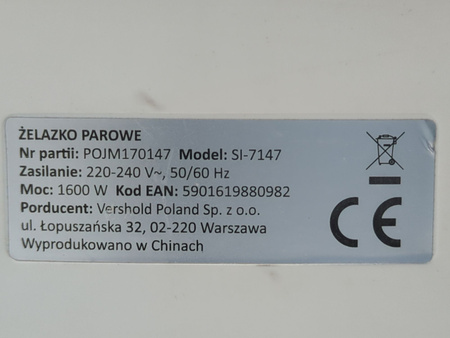 ŻELAZKO PAROWE
Nr partii: POJM170147 Model: SI-7147
Zasilanie: 220-240 V~, 50/60 Hz
Moc: 1600 W Kod EAN: 5901619880982
Porducent: Vershold Poland Sp. z o.o.
ul. Łopuszańska 32, 02-220 Warszawa
Wyprodukowano w Chinach
CE